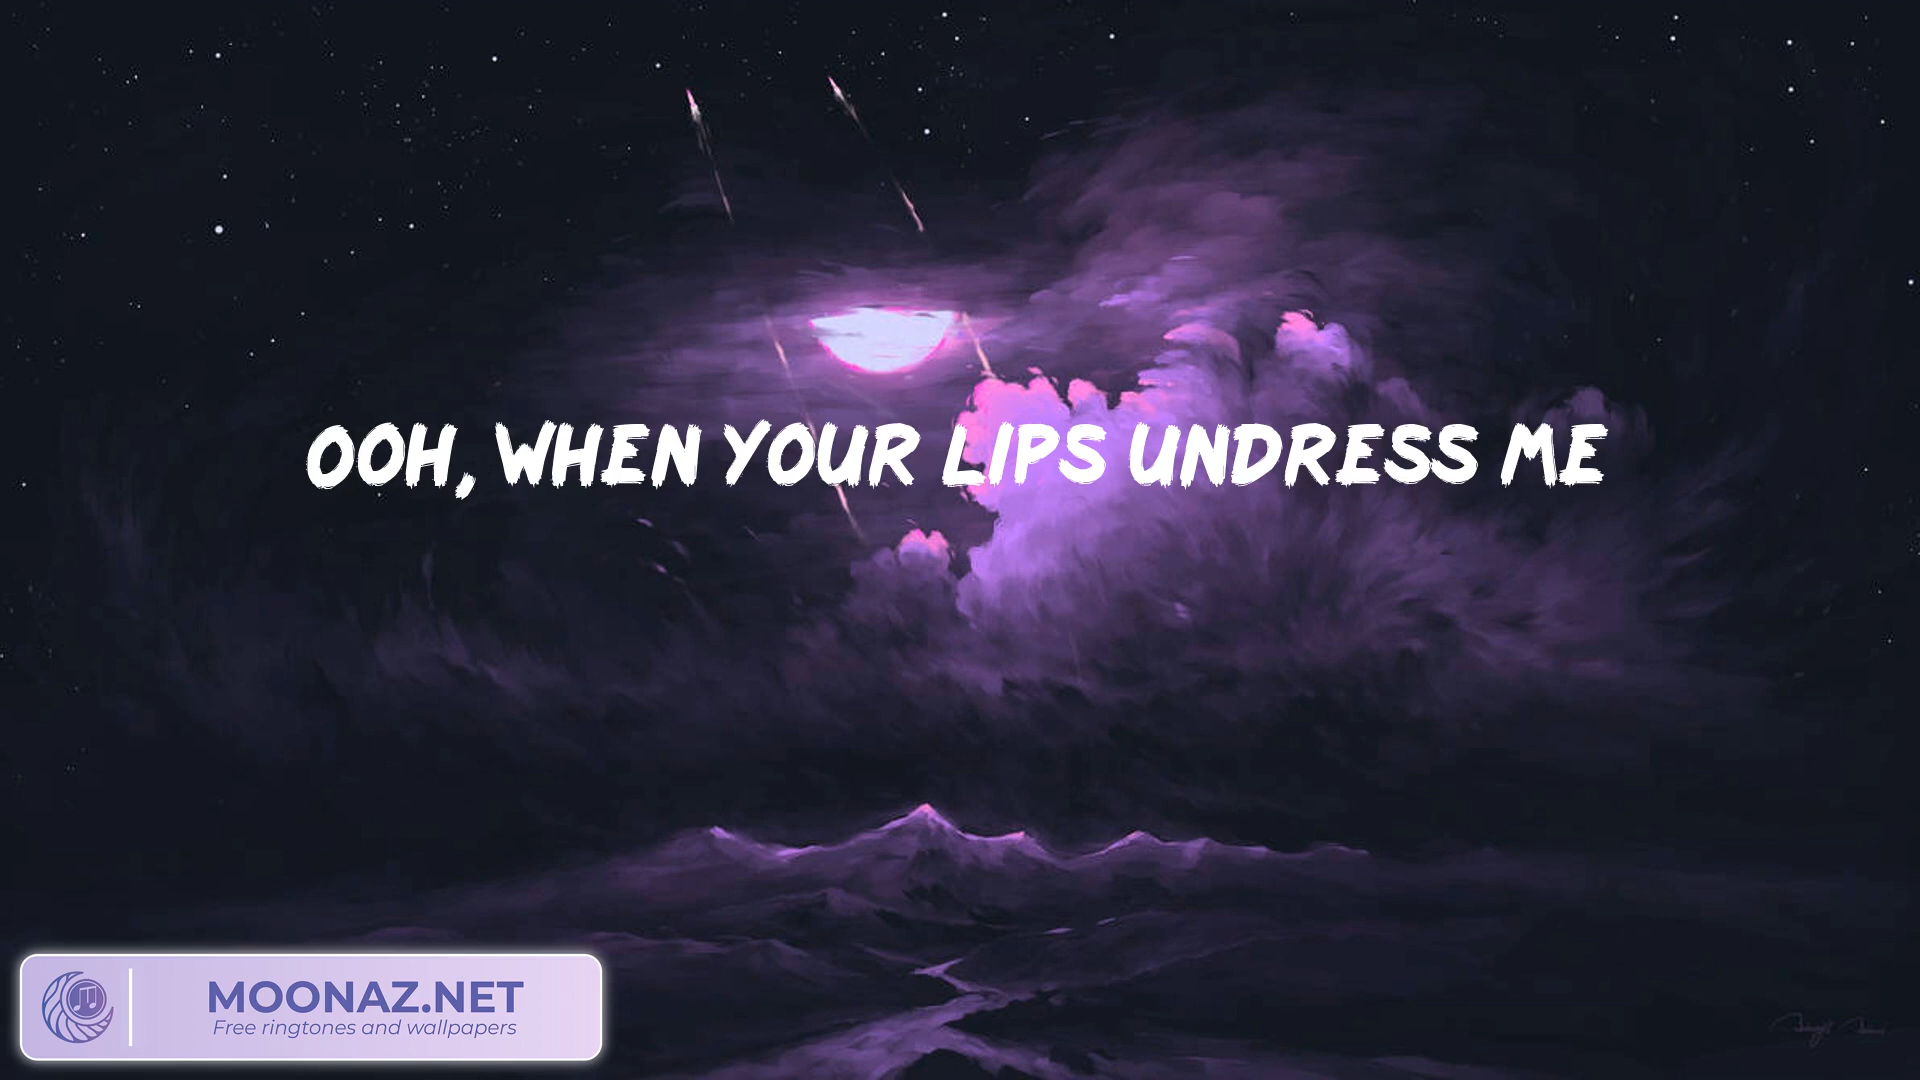 OOH, WHEN YOUR LIPS UNDRESS ME
MOONAZ.NET
Free ringtones and wallpapers